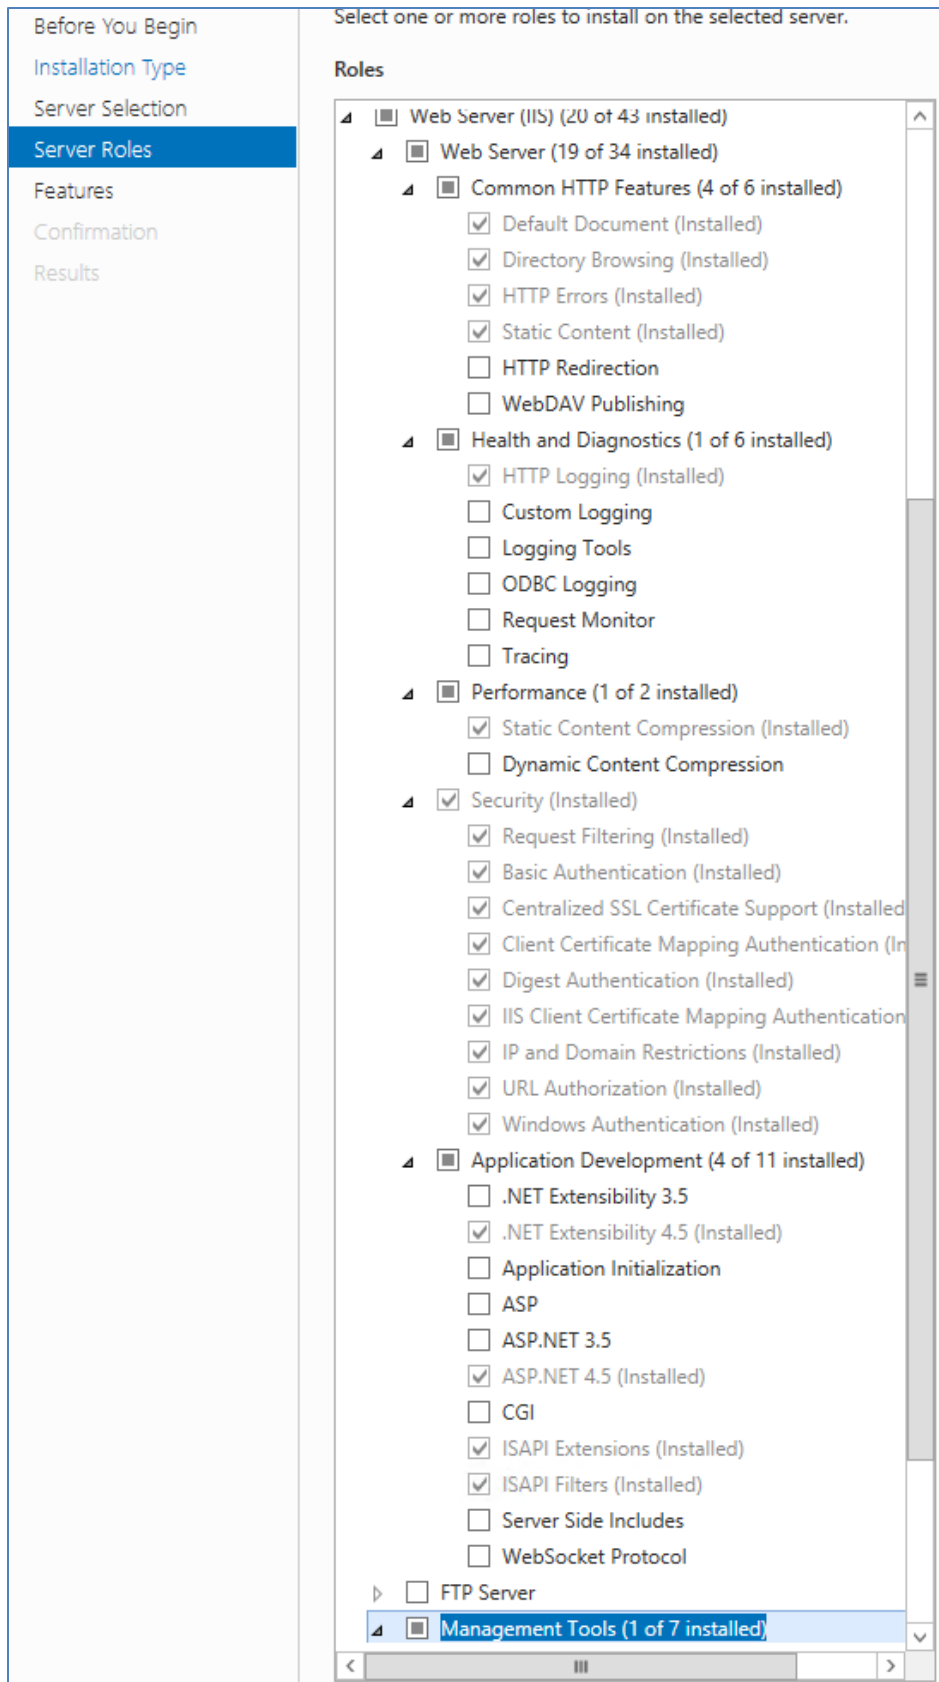 Before You Begin
Installation Type
Server Selection
Server Roles
Features
Confirmation
Results
Select one or more roles to install on the selected server.
Roles
Web Server (IIS) (20 of 43 installed)
Web Server (19 of 34 installed)
Common HTTP Features (4 of 6 installed)
Default Document (Installed)
Directory Browsing (Installed)
HTTP Errors (Installed)
Static Content (Installed)
HTTP Redirection
WebDAV Publishing
Health and Diagnostics (1 of 6 installed)
HTTP Logging (Installed)
Custom Logging
Logging Tools
ODBC Logging
Request Monitor
Tracing
Performance (1 of 2 installed)
Static Content Compression (Installed)
Dynamic Content Compression
Security (Installed)
Request Filtering (Installed)
Basic Authentication (Installed)
Centralized SSL Certificate Support (Installed
Client Certificate Mapping Authentication (In
Digest Authentication (Installed)
IIS Client Certificate Mapping Authentication
IP and Domain Restrictions (Installed)
URL Authorization (Installed)
Windows Authentication (Installed)
Application Development (4 of 11 installed)
.NET Extensibility 3.5
.NET Extensibility 4.5 (Installed)
Application Initialization
ASP
ASP.NET 3.5
ASP.NET 4.5 (Installed)
CGI
ISAPI Extensions (Installed)
ISAPI Filters (Installed)
Server Side Includes
WebSocket Protocol
FTP Server
Management Tools (1 of 7 installed)